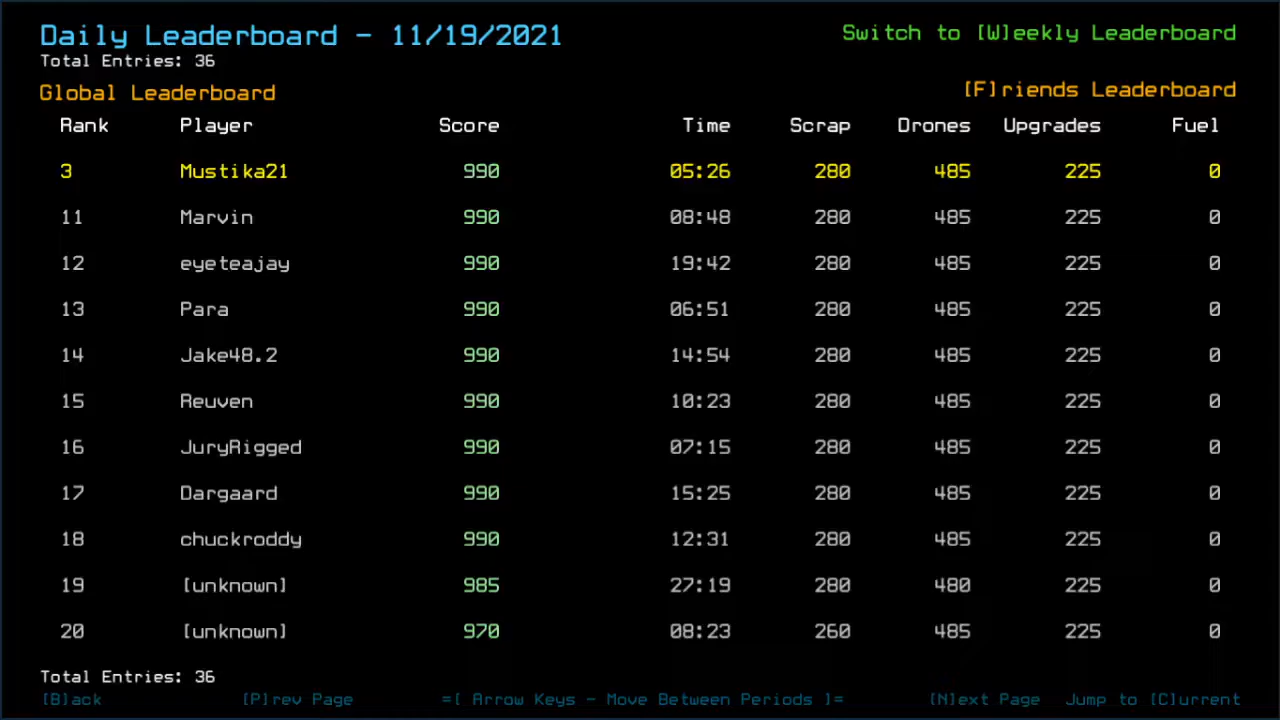 Daily Leaderboard - 11/19/2021 Switch to [W]eekly Leaderboard
Total Entries: 36
Global Leaderboard [F]riends Leaderboard
Rank Player Score Time Scrap Drones Upgrades Fuel
3 Mustika21 990 05:26 280 485 225 0
11 Marvin 990 08:48 280 485 225 0
12 eyeteajay 990 19:42 280 485 225 0
13 Para 990 06:51 280 485 225 0
14 Jake48.2 990 14:54 280 485 225 0
15 Reuven 990 10:23 280 485 225 0
16 JuryRigged 990 07:15 280 485 225 0
17 Dargaard 990 15:25 280 485 225 0
18 chuckroddy 990 12:31 280 485 225 0
19 [unknown] 985 27:19 280 480 225 0
20 [unknown] 970 08:23 260 485 225 0
Total Entries: 36
[B]ack [P]rev Page =[ Arrow Keys - Move Between Periods ]= [N]ext Page Jump to [C]urrent